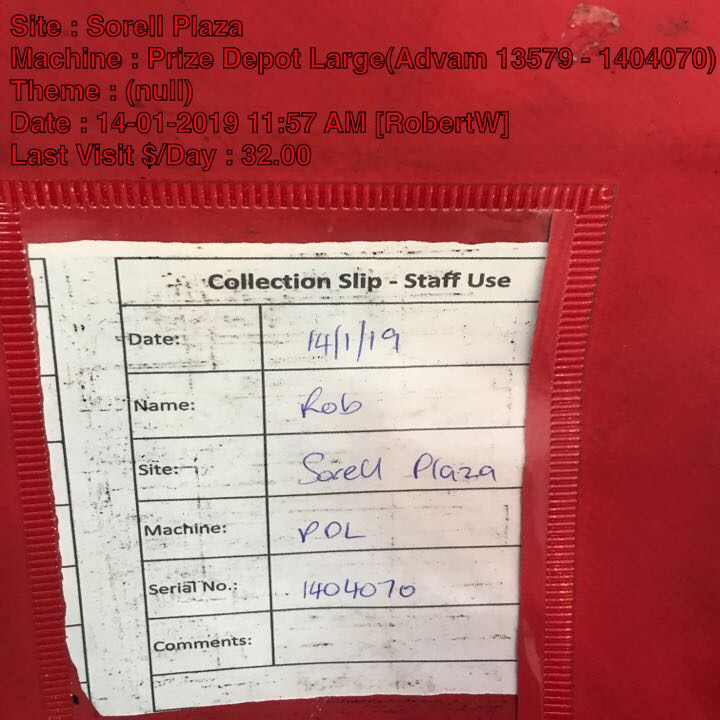 Site : Sorell Plaza
Machine : Prize Depot Large(Advam 13579 - 1404070)
Theme : (null)
Date : 14-01-2019 11:57 AM [RobertW]
Last Visit $/Day : 32.00
Collection Slip - Staff Use
Date: 14/1/19
Name: Rob
Site: Sorell Plaza
Machine: PDL
Serial No.: 1404070
Comments: